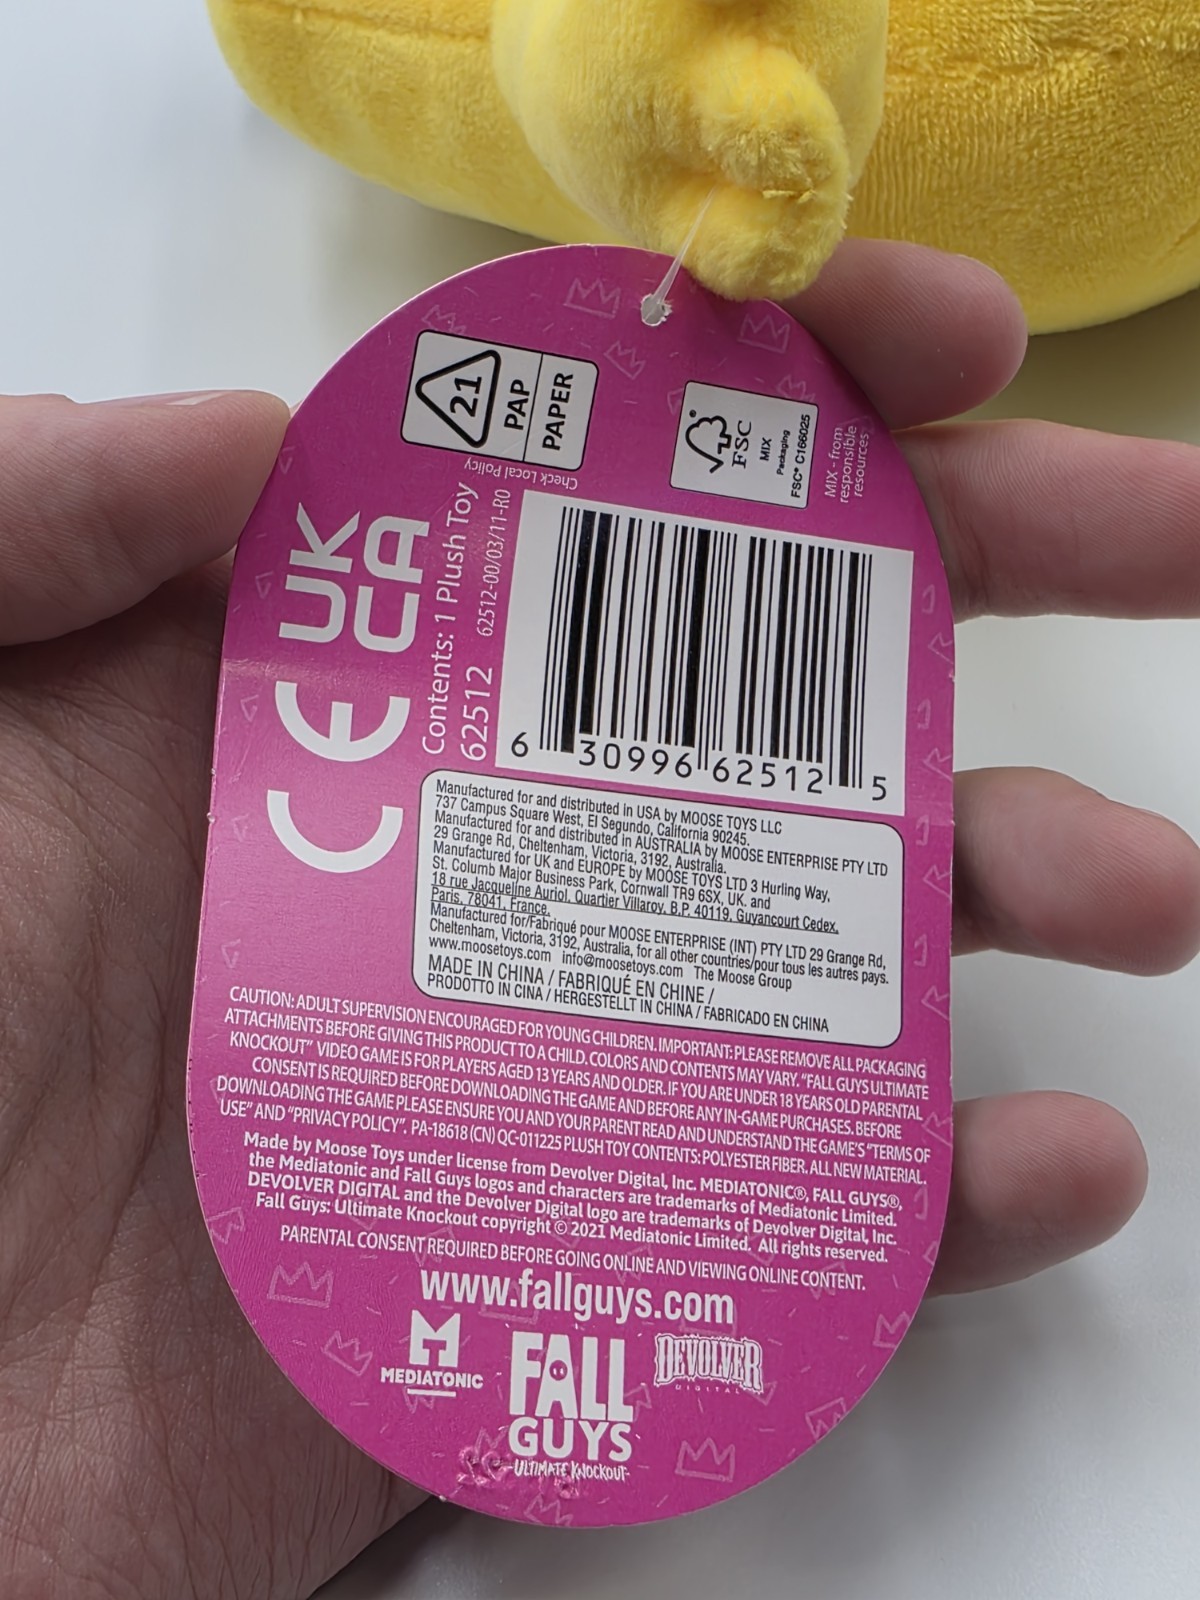 21
PAP
PAPER
Check Local Policy
FSC®
MIX
Packaging
FSC® C166025
MIX - from
responsible
resources
UK
CA
CE
Contents: 1 Plush Toy
62512 62512-00/03/11-R0
6 30996 62512 5
Manufactured for and distributed in USA by MOOSE TOYS LLC
737 Campus Square West, El Segundo, California 90245.
Manufactured for and distributed in AUSTRALIA by MOOSE ENTERPRISE PTY LTD
29 Grange Rd, Cheltenham, Victoria, 3192, Australia.
Manufactured for UK and EUROPE by MOOSE TOYS LTD 3 Hurling Way,
St. Columb Major Business Park, Cornwall TR9 6SX, UK. and
18 rue Jacqueline Auriol, Quartier Villaroy, B.P. 40119, Guyancourt Cedex,
Paris, 78041, France.
Manufactured for/Fabriqué pour MOOSE ENTERPRISE (INT) PTY LTD 29 Grange Rd,
Cheltenham, Victoria, 3192, Australia, for all other countries/pour tous les autres pays.
www.moosetoys.com info@moosetoys.com The Moose Group
MADE IN CHINA / FABRIQUÉ EN CHINE /
PRODOTTO IN CINA / HERGESTELLT IN CHINA / FABRICADO EN CHINA
CAUTION: ADULT SUPERVISION ENCOURAGED FOR YOUNG CHILDREN. IMPORTANT: PLEASE REMOVE ALL PACKAGING
ATTACHMENTS BEFORE GIVING THIS PRODUCT TO A CHILD. COLORS AND CONTENTS MAY VARY. "FALL GUYS ULTIMATE
KNOCKOUT" VIDEO GAME IS FOR PLAYERS AGED 13 YEARS AND OLDER. IF YOU ARE UNDER 18 YEARS OLD PARENTAL
CONSENT IS REQUIRED BEFORE DOWNLOADING THE GAME AND BEFORE ANY IN-GAME PURCHASES. BEFORE
DOWNLOADING THE GAME PLEASE ENSURE YOU AND YOUR PARENT READ AND UNDERSTAND THE GAME'S "TERMS OF
USE" AND "PRIVACY POLICY". PA-18618 (CN) QC-011225 PLUSH TOY CONTENTS: POLYESTER FIBER. ALL NEW MATERIAL.
Made by Moose Toys under license from Devolver Digital, Inc. MEDIATONIC®, FALL GUYS®,
the Mediatonic and Fall Guys logos and characters are trademarks of Mediatonic Limited.
DEVOLVER DIGITAL and the Devolver Digital logo are trademarks of Devolver Digital, Inc.
Fall Guys: Ultimate Knockout copyright © 2021 Mediatonic Limited. All rights reserved.
PARENTAL CONSENT REQUIRED BEFORE GOING ONLINE AND VIEWING ONLINE CONTENT.
www.fallguys.com
MEDIATONIC
FALL
GUYS
-ULTIMATE KNOCKOUT-
DEVOLVER
DIGITAL